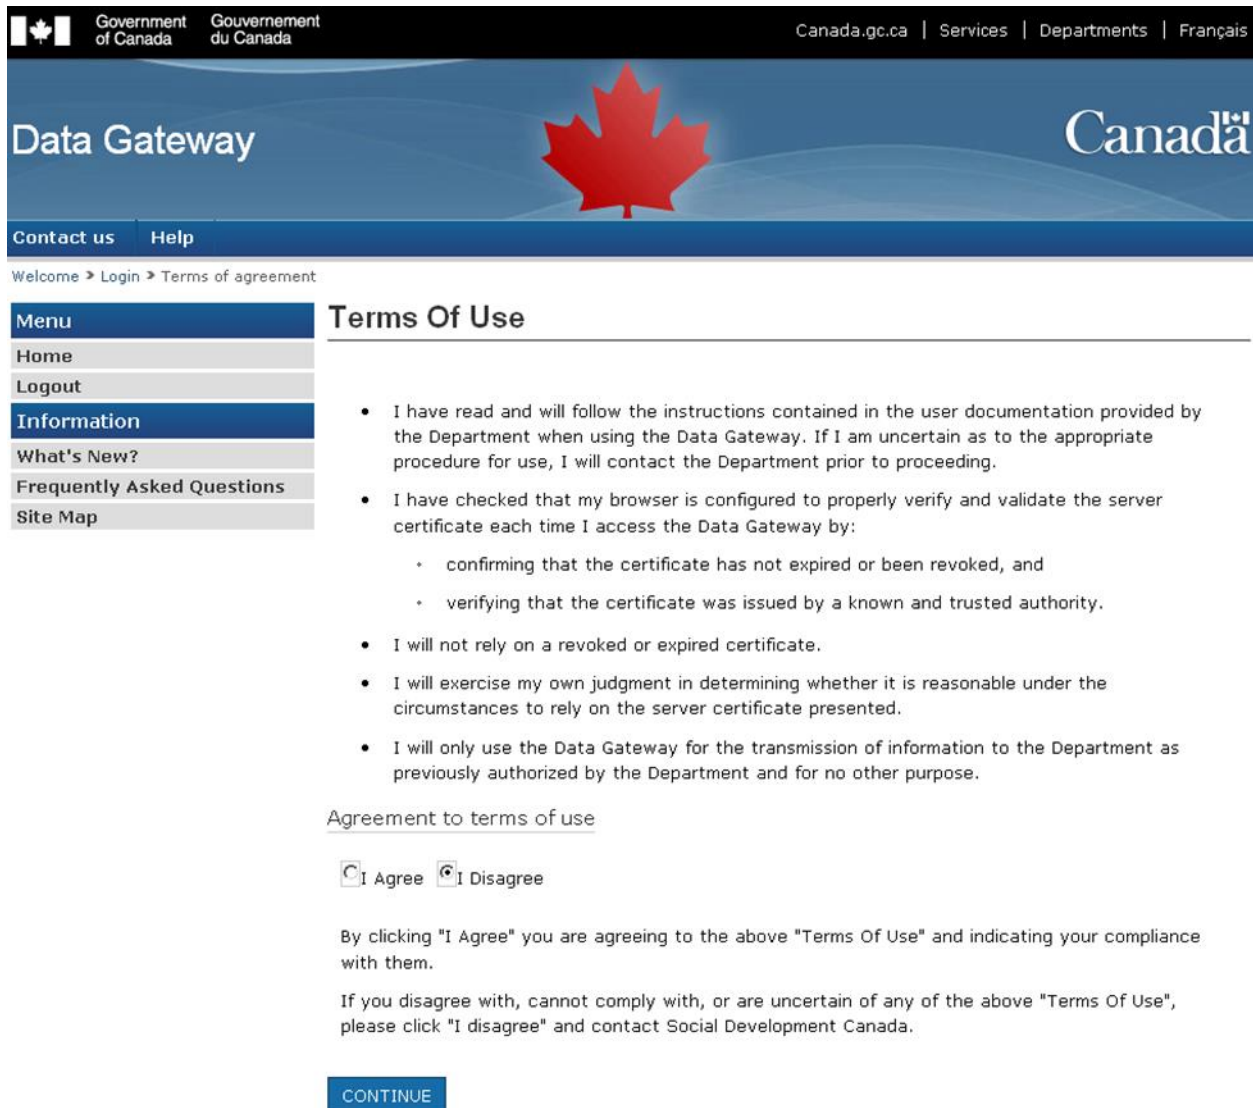 Government Gouvernement
of Canada du Canada
Canada.gc.ca | Services | Departments | Français
Data Gateway
Canada
Contact us Help
Welcome > Login > Terms of agreement
Menu
Home
Logout
Information
What's New?
Frequently Asked Questions
Site Map
Terms Of Use
• I have read and will follow the instructions contained in the user documentation provided by
the Department when using the Data Gateway. If I am uncertain as to the appropriate
procedure for use, I will contact the Department prior to proceeding.
• I have checked that my browser is configured to properly verify and validate the server
certificate each time I access the Data Gateway by:
◦ confirming that the certificate has not expired or been revoked, and
◦ verifying that the certificate was issued by a known and trusted authority.
• I will not rely on a revoked or expired certificate.
• I will exercise my own judgment in determining whether it is reasonable under the
circumstances to rely on the server certificate presented.
• I will only use the Data Gateway for the transmission of information to the Department as
previously authorized by the Department and for no other purpose.
Agreement to terms of use
I Agree I Disagree
By clicking "I Agree" you are agreeing to the above "Terms Of Use" and indicating your compliance
with them.
If you disagree with, cannot comply with, or are uncertain of any of the above "Terms Of Use",
please click "I disagree" and contact Social Development Canada.
CONTINUE